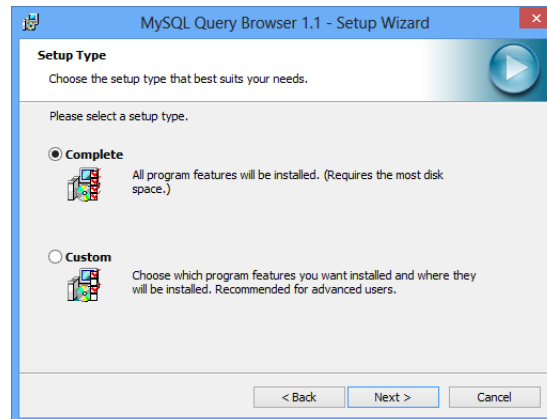 MySQL Query Browser 1.1 - Setup Wizard
Setup Type
Choose the setup type that best suits your needs.
Please select a setup type.
Complete
All program features will be installed. (Requires the most disk
space.)
Custom
Choose which program features you want installed and where they
will be installed. Recommended for advanced users.
< Back
Next >
Cancel